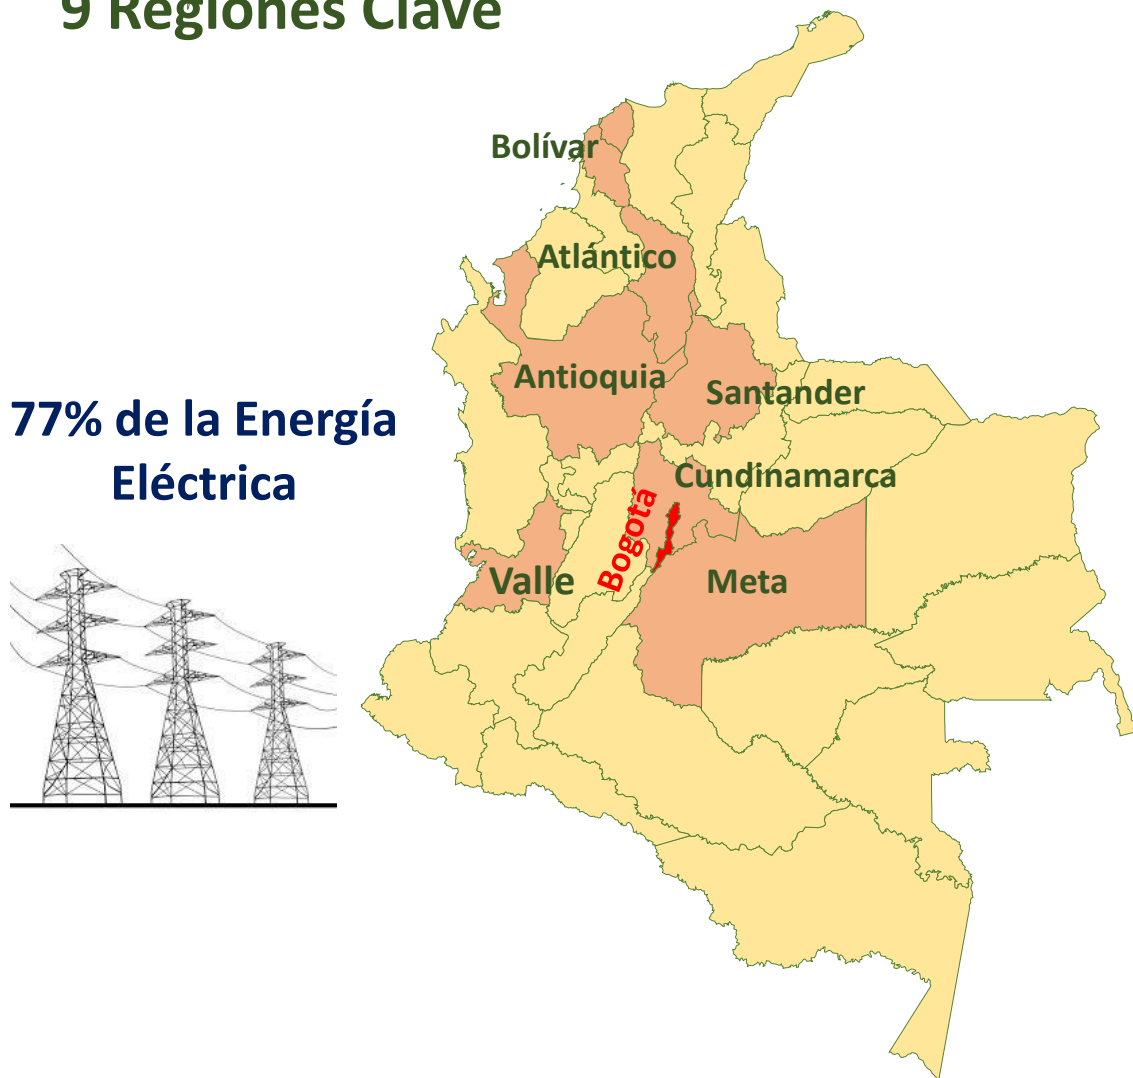 9 Regiones Clave
Bolívar
Atlántico
Antioquia
Santander
77% de la Energía
Eléctrica
Cundinamarca
Bogotá
Valle
Meta